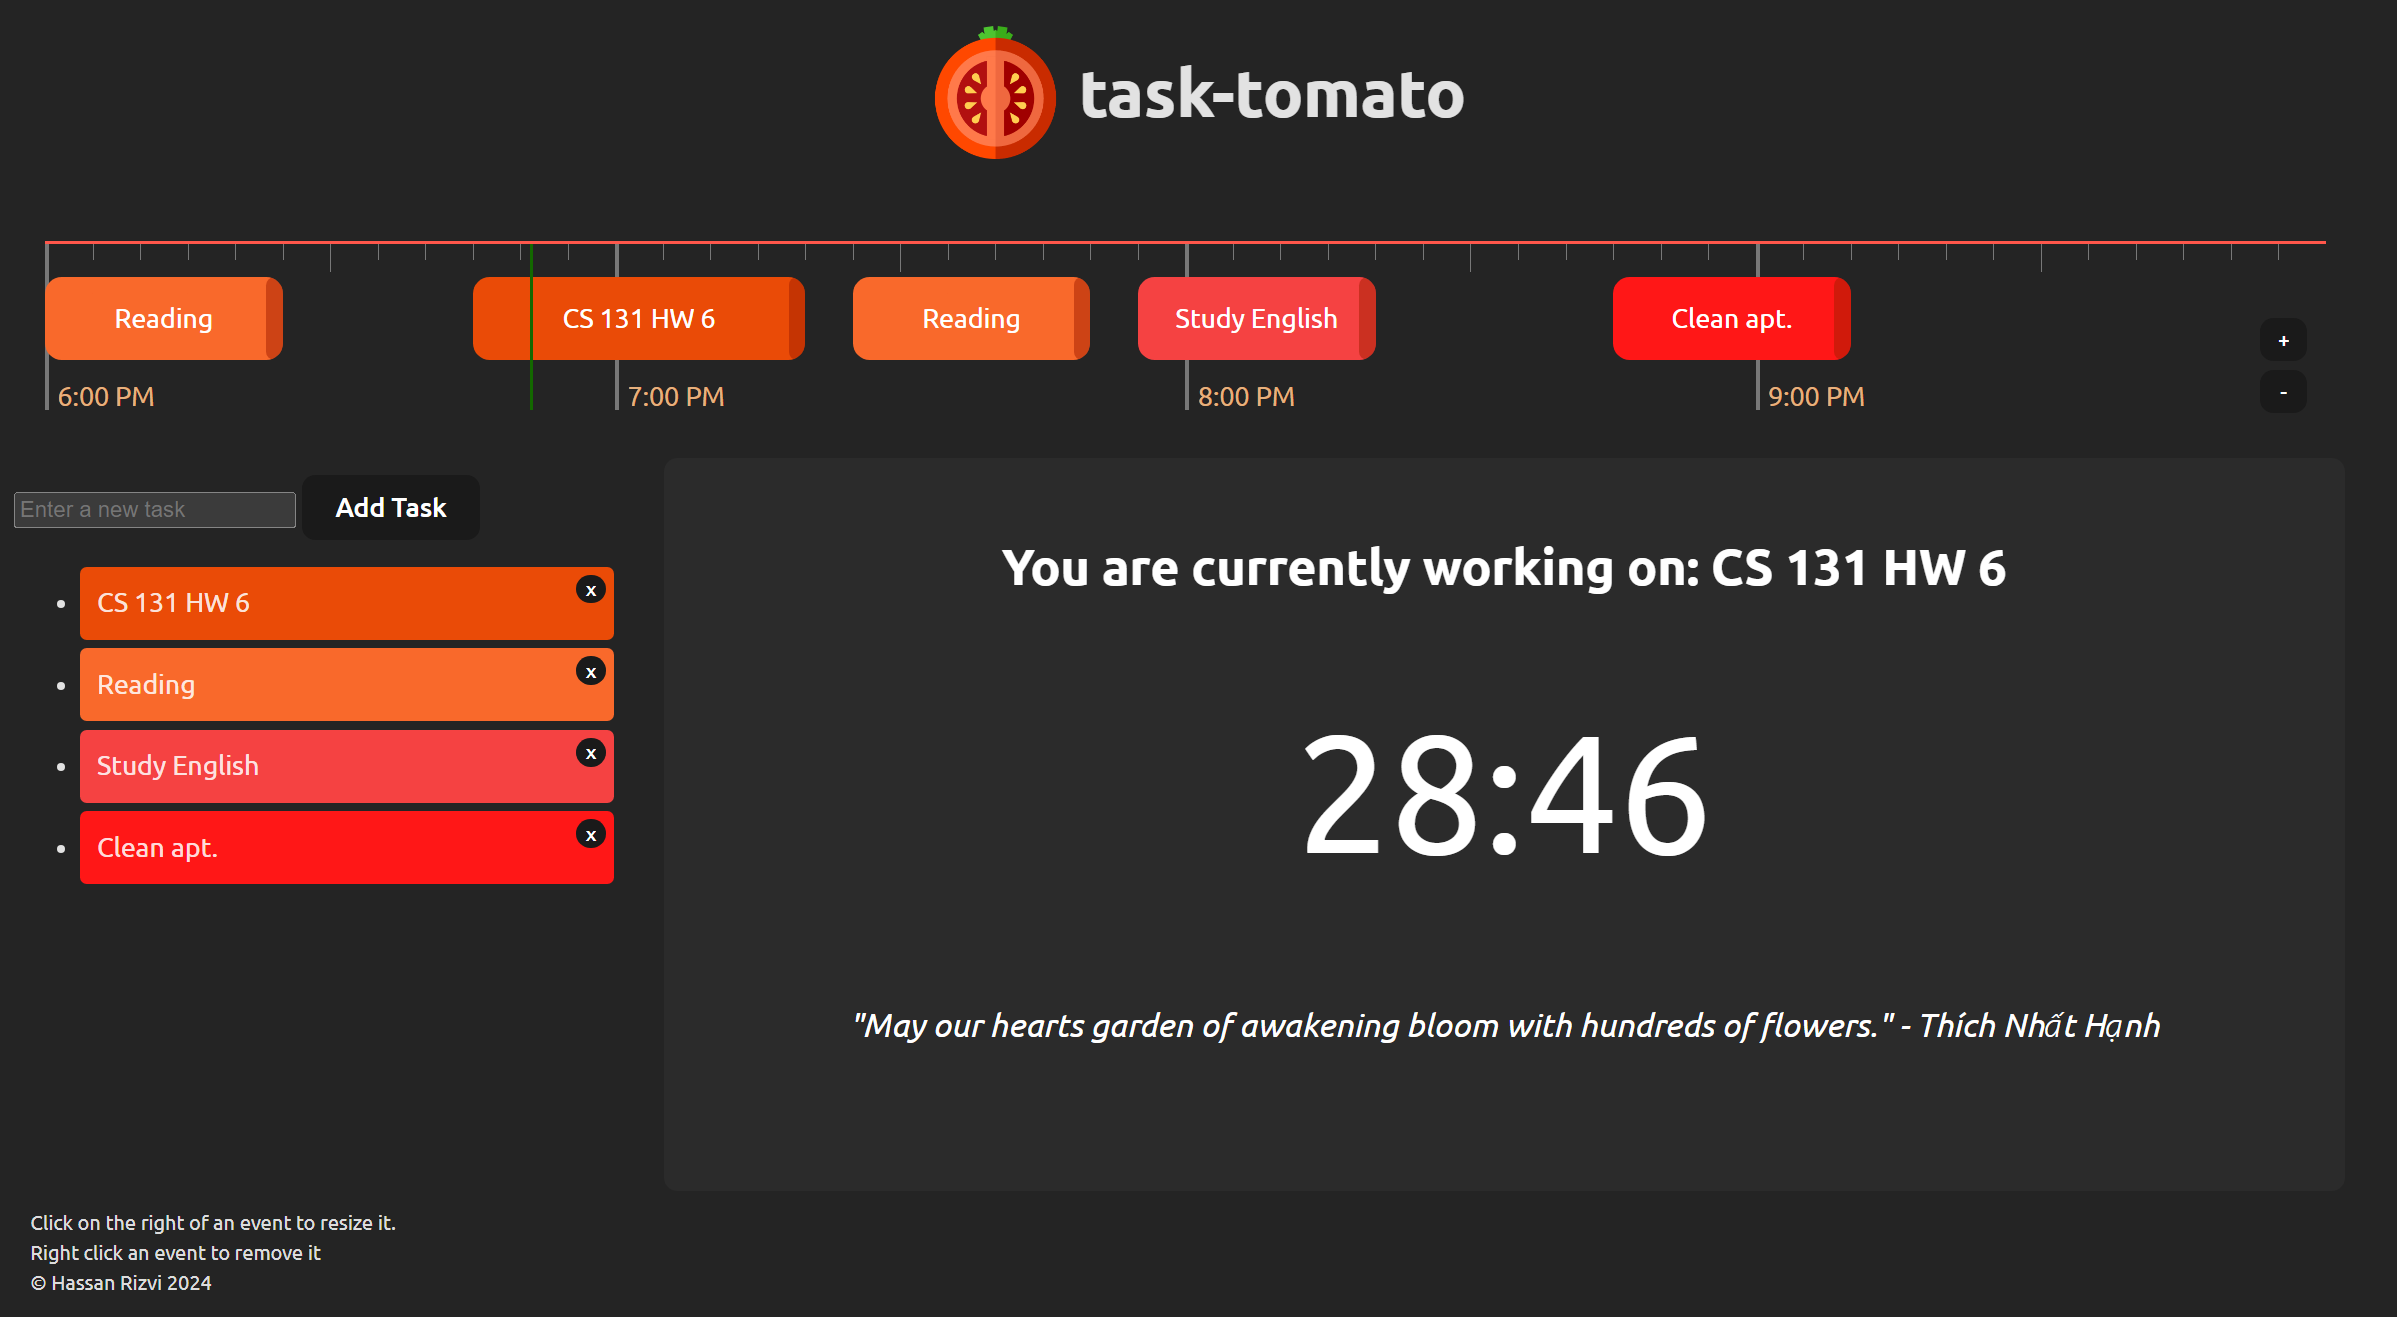 task-tomato
Reading
CS 131 HW 6
Reading
Study English
Clean apt.
+
6:00 PM
7:00 PM
8:00 PM
9:00 PM
-
Enter a new task
Add Task
CS 131 HW 6
x
Reading
x
Study English
x
Clean apt.
x
You are currently working on: CS 131 HW 6
28:46
"May our hearts garden of awakening bloom with hundreds of flowers." - Thích Nhất Hạnh
Click on the right of an event to resize it.
Right click an event to remove it
© Hassan Rizvi 2024